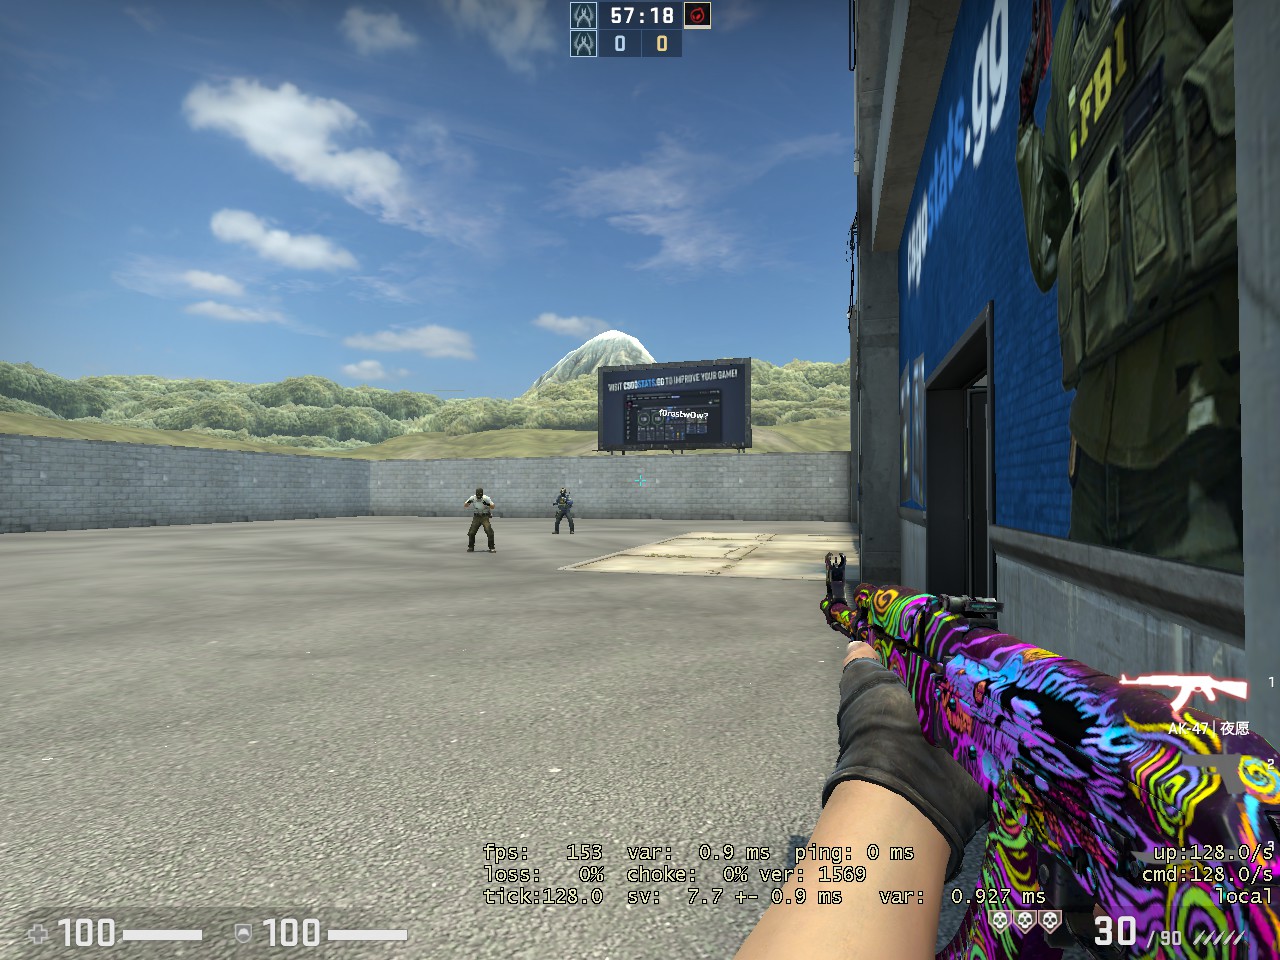 57:18
0 0
csgostats.gg
FBI
VISIT CSGOSTATS.GG TO IMPROVE YOUR GAME!
f0restw0w?
1
AK-47 | 夜愿
2
3
fps: 153 var: 0.9 ms ping: 0 ms up:128.0/s
loss: 0% choke: 0% ver: 1569 cmd:128.0/s
tick:128.0 sv: 7.7 +- 0.9 ms var: 0.927 ms local
100 100 30 / 90